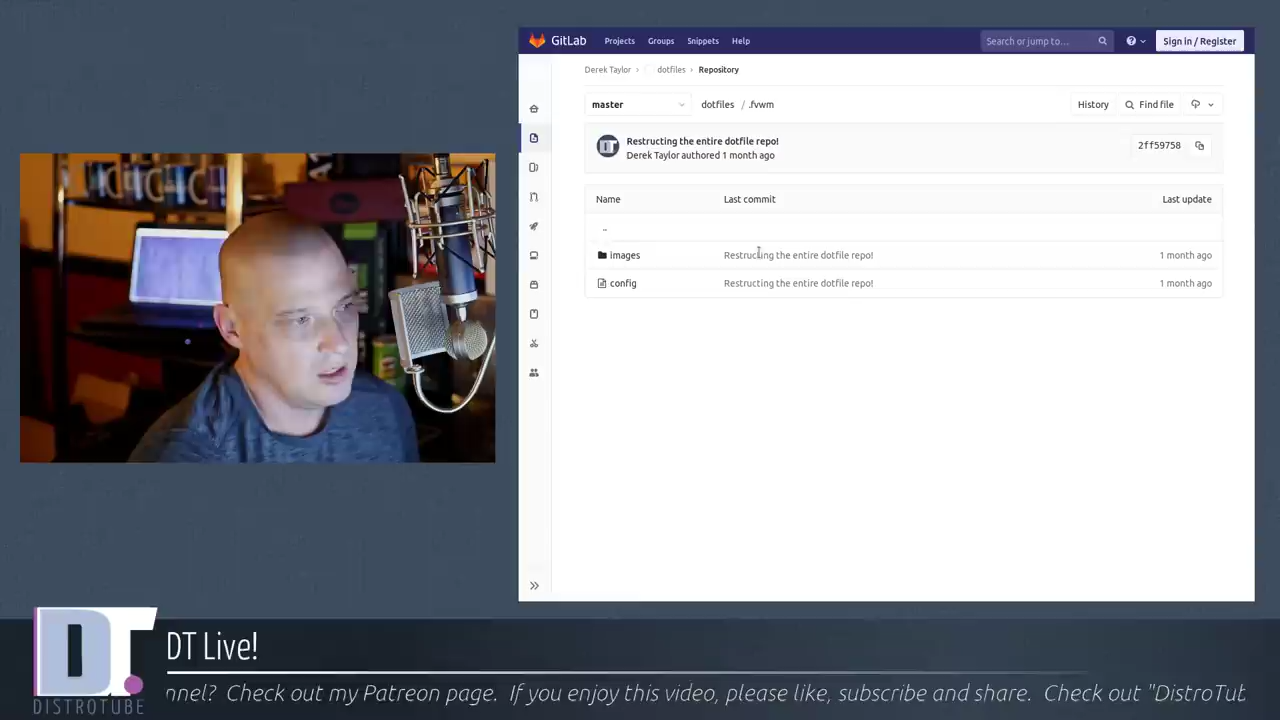 GitLab Projects Groups Snippets Help Search or jump to... Sign in / Register
Derek Taylor › dotfiles › Repository
master dotfiles / .fvwm History Find file
Restructing the entire dotfile repo!
Derek Taylor authored 1 month ago
2ff59758
Name Last commit Last update
..
images Restructing the entire dotfile repo! 1 month ago
config Restructing the entire dotfile repo! 1 month ago
DT Live!
nnel? Check out my Patreon page. If you enjoy this video, please like, subscribe and share. Check out "DistroTub
DT
DISTROTUBE